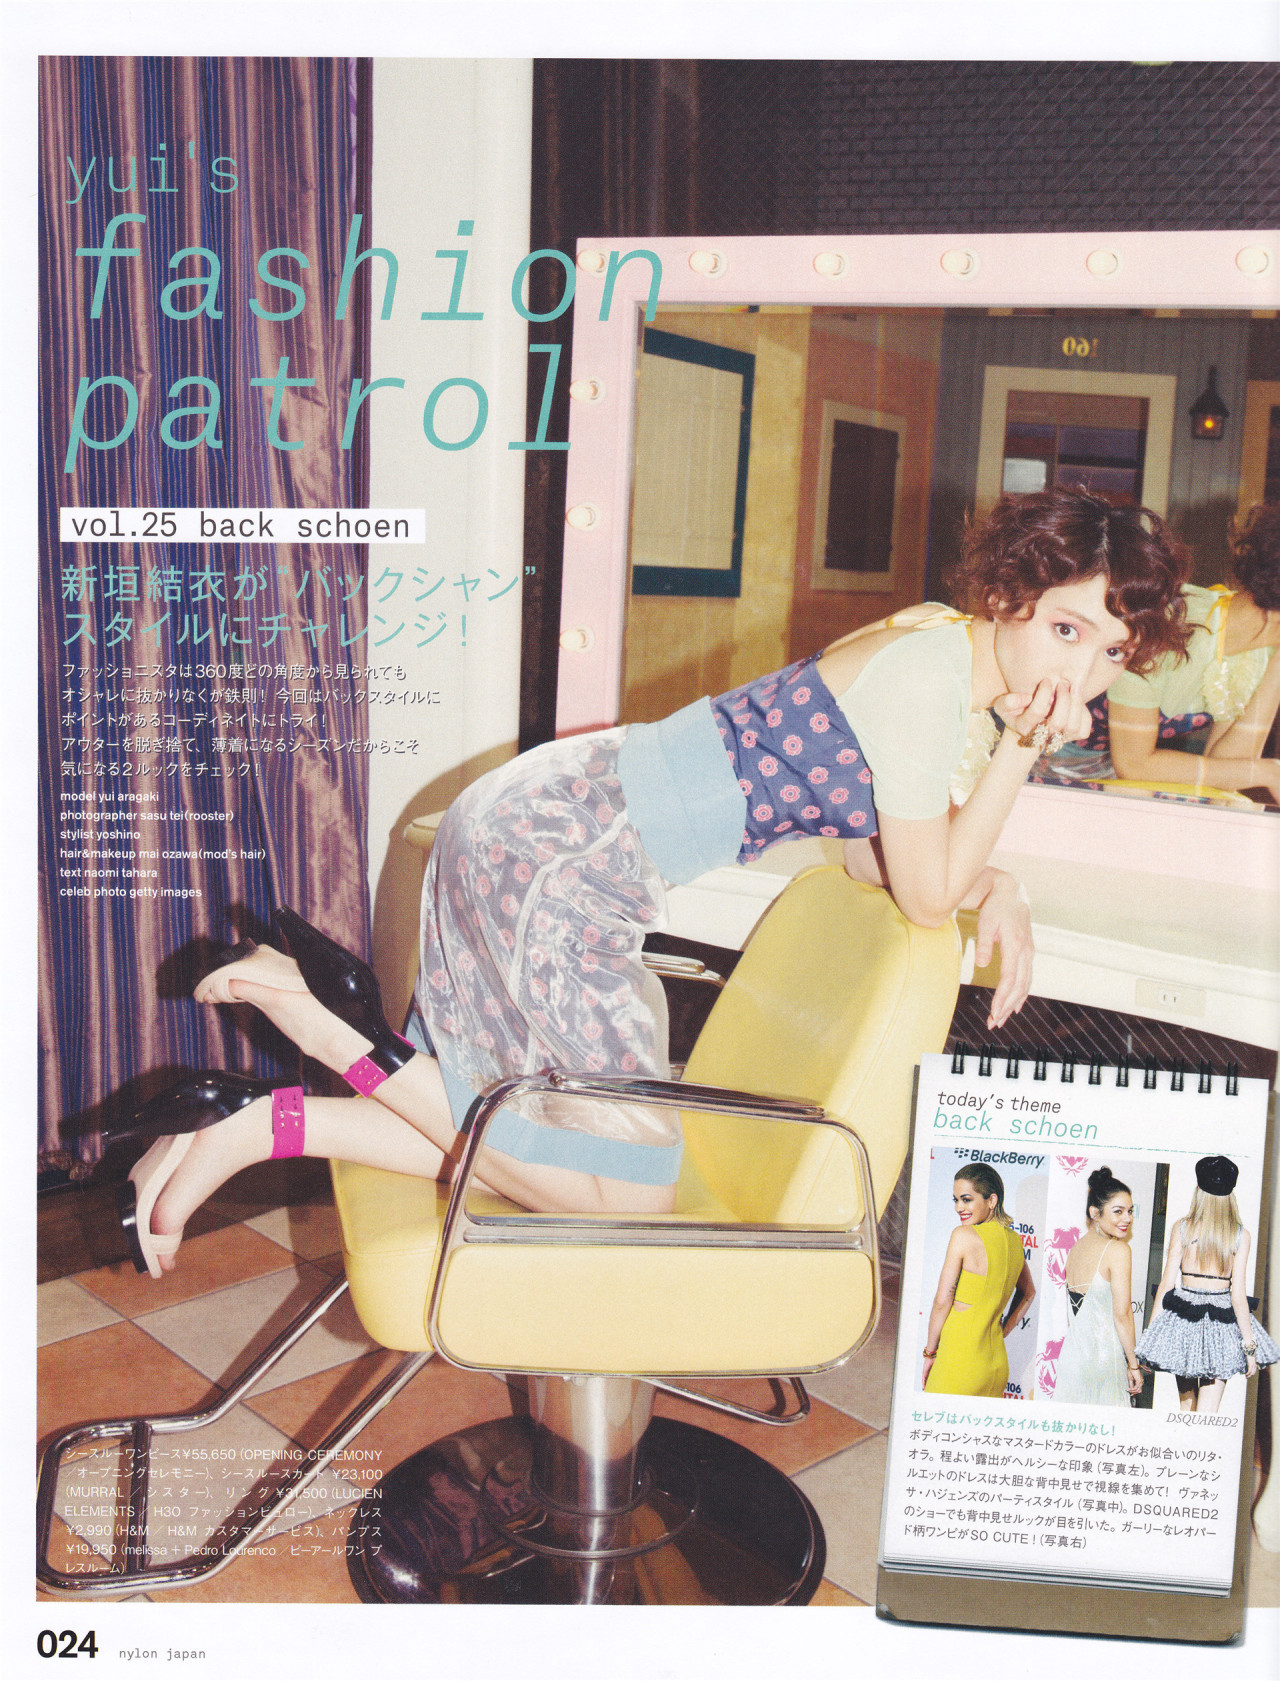 yui's
fashion
patrol
vol.25 back schoen
新垣結衣が“バックシャン”
スタイルにチャレンジ！
ファッショニスタは360度どの角度から見られても
オシャレに抜かりなくが鉄則！ 今回はバックスタイルに
ポイントがあるコーディネイトにトライ！
アウターを脱ぎ捨て、薄着になるシーズンだからこそ
気になる2ルックをチェック！
model yui aragaki
photographer sasu tei(rooster)
stylist yoshino
hair&makeup mai ozawa(mod's hair)
text naomi tahara
celeb photo getty images
シースルーワンピース¥55,650（OPENING CEREMONY
／オープニングセレモニー）、シースルースカート ¥23,100
（MURRAL ／ シスター）、リング¥31,500（LUCIEN
ELEMENTS ／ H30 ファッションビュロー）、ネックレス
¥2,990（H&M ／ H&M カスタマーサービス）、パンプス
¥19,950（melissa + Pedro Lourenco ／ピーアールワン プ
レスルーム）
today's theme
back schoen
BlackBerry
DSQUARED2
セレブはバックスタイルも抜かりなし！
ボディコンシャスなマスタードカラーのドレスがお似合いのリタ・
オラ。程よい露出がヘルシーな印象（写真左）。プレーンなシ
ルエットのドレスは大胆な背中見せで視線を集めて！ ヴァネッ
サ・ハジェンズのパーティスタイル（写真中）。DSQUARED2
のショーでも背中見せルックが目を引いた。ガーリーなレオパー
ド柄ワンピがSO CUTE！（写真右）
024 nylon japan